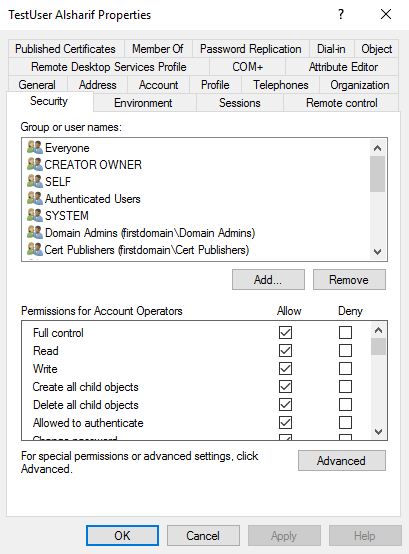 TestUser Alsharif Properties ? ×
Published Certificates Member Of Password Replication Dial-in Object
Remote Desktop Services Profile COM+ Attribute Editor
General Address Account Profile Telephones Organization
Security Environment Sessions Remote control
Group or user names:
Everyone
CREATOR OWNER
SELF
Authenticated Users
SYSTEM
Domain Admins (firstdomain\Domain Admins)
Cert Publishers (firstdomain\Cert Publishers)
Add... Remove
Permissions for Account Operators Allow Deny
Full control
Read
Write
Create all child objects
Delete all child objects
Allowed to authenticate
Change password
For special permissions or advanced settings, click
Advanced.
Advanced
OK Cancel Apply Help